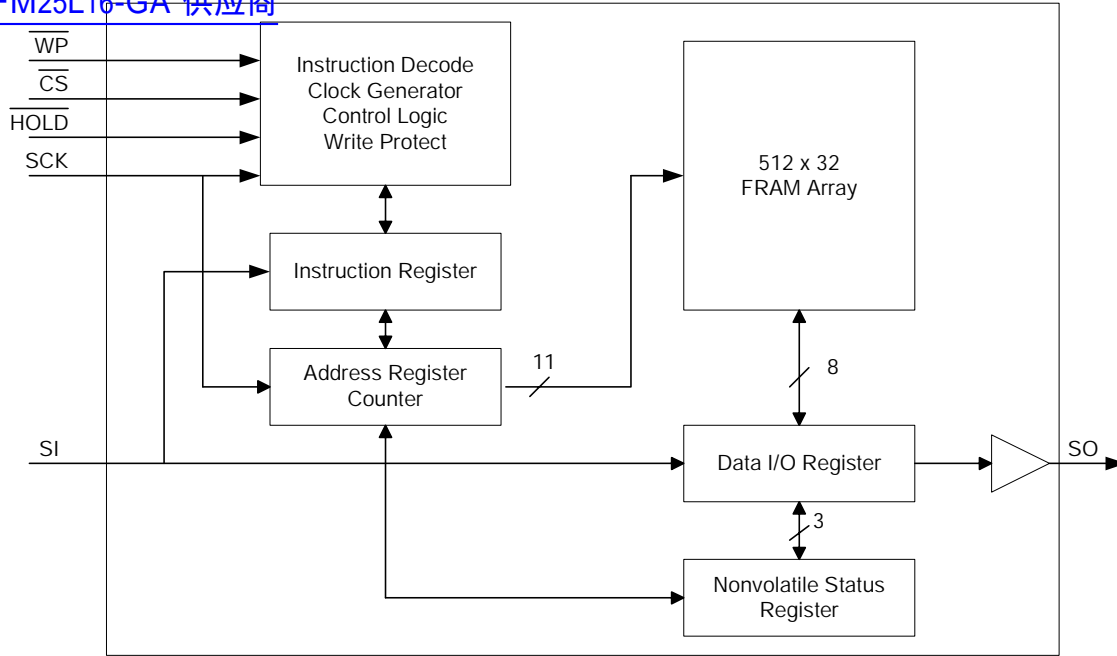 FM25L16-GA 供应商
WP
CS
HOLD
SCK
Instruction Decode
Clock Generator
Control Logic
Write Protect
512 x 32
FRAM Array
Instruction Register
Address Register
Counter
11
8
SI
Data I/O Register
SO
3
Nonvolatile Status
Register